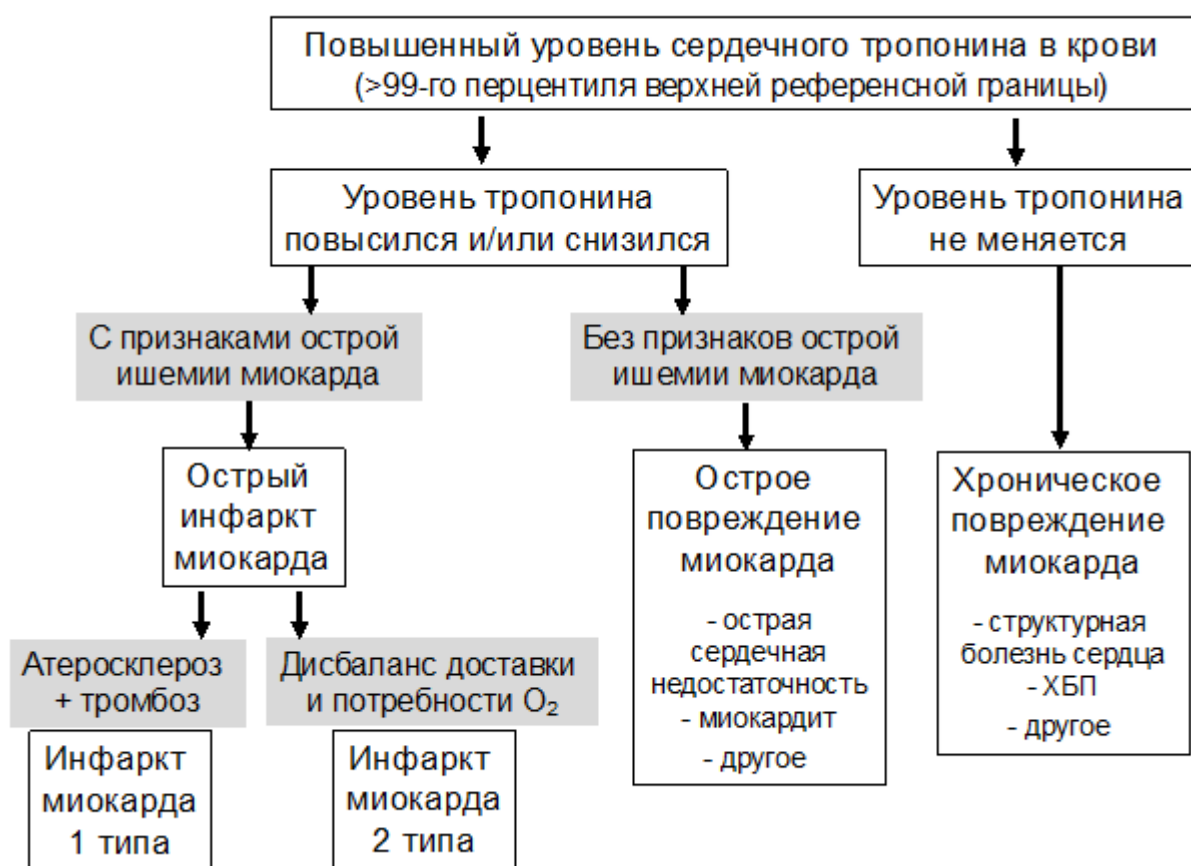 Повышенный уровень сердечного тропонина в крови
(>99-го перцентиля верхней референсной границы)
Уровень тропонина
повысился и/или снизился
Уровень тропонина
не меняется
С признаками острой
ишемии миокарда
Без признаков острой
ишемии миокарда
Острый
инфаркт
миокарда
Острое
повреждение
миокарда
- острая
сердечная
недостаточность
- миокардит
- другое
Хроническое
повреждение
миокарда
- структурная
болезнь сердца
- ХБП
- другое
Атеросклероз
+ тромбоз
Дисбаланс доставки
и потребности O₂
Инфаркт
миокарда
1 типа
Инфаркт
миокарда
2 типа